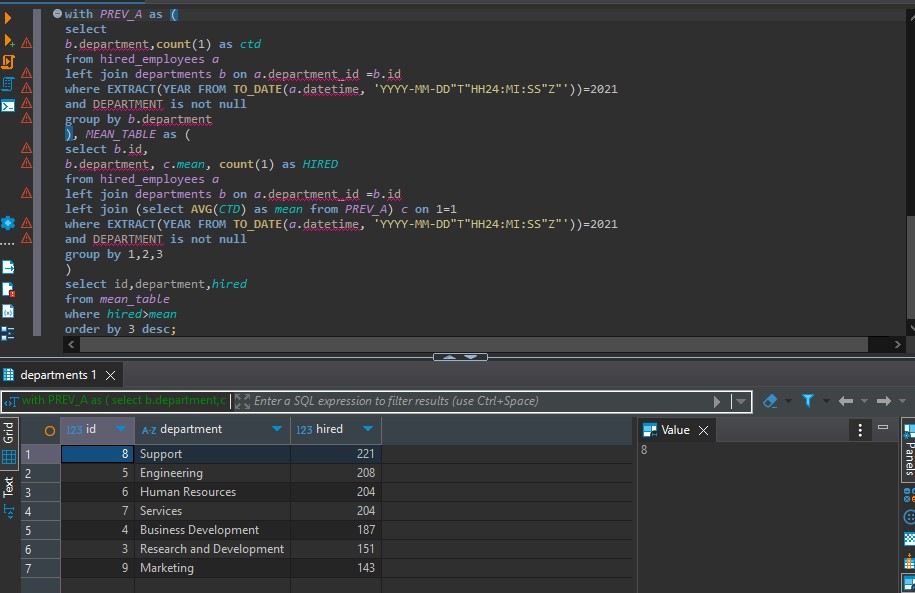 with PREV_A as (
select
b.department,count(1) as ctd
from hired_employees a
left join departments b on a.department_id =b.id
where EXTRACT(YEAR FROM TO_DATE(a.datetime, 'YYYY-MM-DD"T"HH24:MI:SS"Z"'))=2021
and DEPARTMENT is not null
group by b.department
), MEAN_TABLE as (
select b.id,
b.department, c.mean, count(1) as HIRED
from hired_employees a
left join departments b on a.department_id =b.id
left join (select AVG(CTD) as mean from PREV_A) c on 1=1
where EXTRACT(YEAR FROM TO_DATE(a.datetime, 'YYYY-MM-DD"T"HH24:MI:SS"Z"'))=2021
and DEPARTMENT is not null
group by 1,2,3
)
select id,department,hired
from mean_table
where hired>mean
order by 3 desc;
departments 1
with PREV_A as ( select b.department,c
Enter a SQL expression to filter results (use Ctrl+Space)
Grid
Text
123 id A-Z department 123 hired
1 8 Support 221
2 5 Engineering 208
3 6 Human Resources 204
4 7 Services 204
5 4 Business Development 187
6 3 Research and Development 151
7 9 Marketing 143
Value
8
Panels